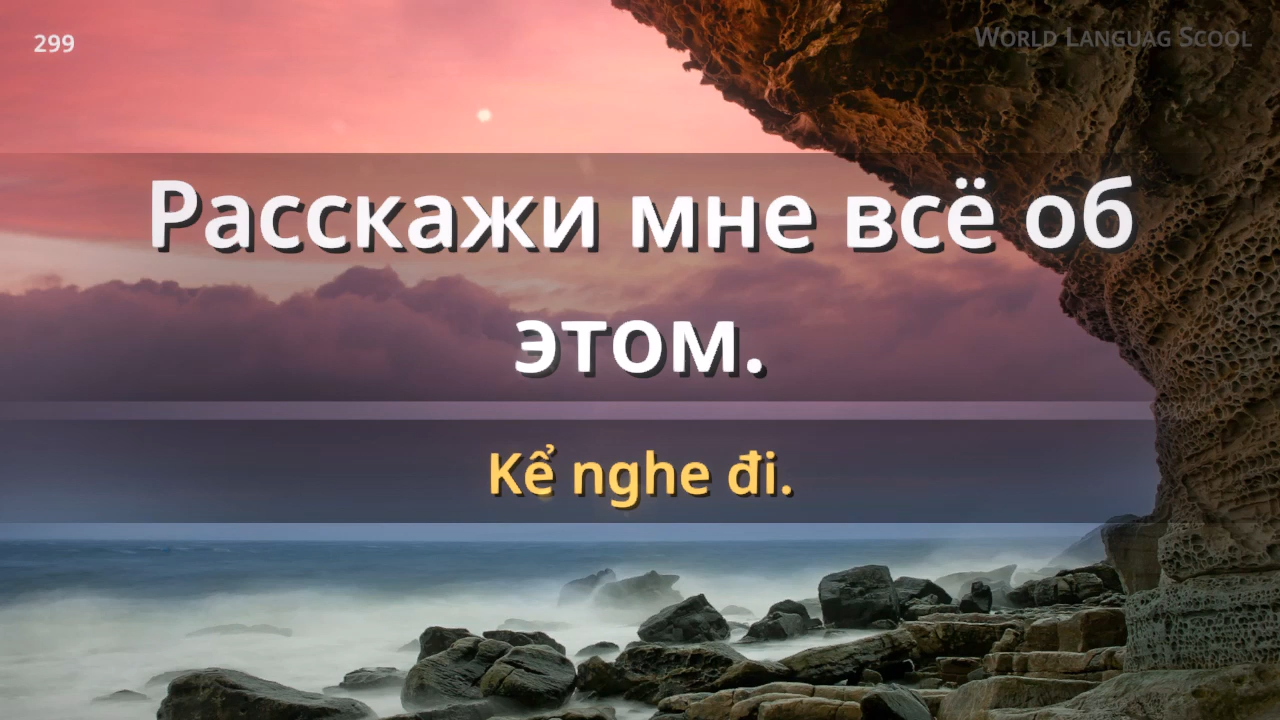 299
World Languag Scool
Расскажи мне всё об
этом.
Kể nghe đi.